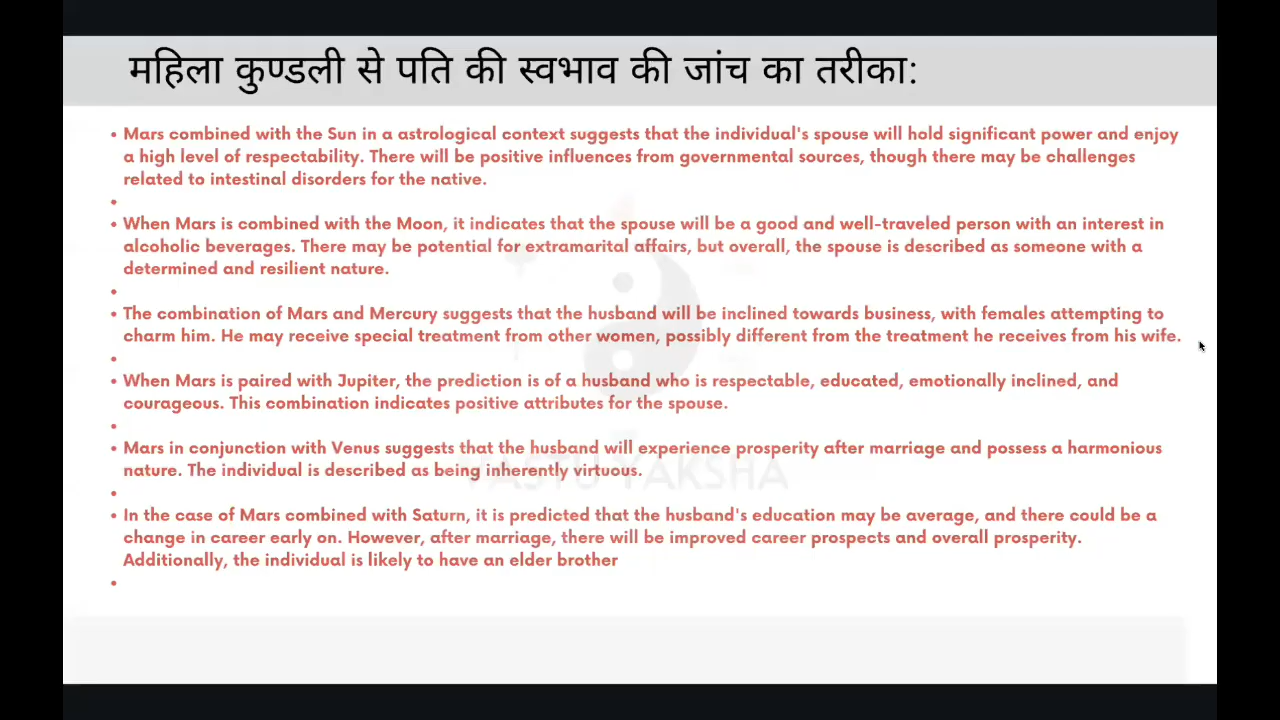 महिला कुण्डली से पति की स्वभाव की जांच का तरीका:
• Mars combined with the Sun in a astrological context suggests that the individual's spouse will hold significant power and enjoy
a high level of respectability. There will be positive influences from governmental sources, though there may be challenges
related to intestinal disorders for the native.
•
• When Mars is combined with the Moon, it indicates that the spouse will be a good and well-traveled person with an interest in
alcoholic beverages. There may be potential for extramarital affairs, but overall, the spouse is described as someone with a
determined and resilient nature.
•
• The combination of Mars and Mercury suggests that the husband will be inclined towards business, with females attempting to
charm him. He may receive special treatment from other women, possibly different from the treatment he receives from his wife.
•
• When Mars is paired with Jupiter, the prediction is of a husband who is respectable, educated, emotionally inclined, and
courageous. This combination indicates positive attributes for the spouse.
•
• Mars in conjunction with Venus suggests that the husband will experience prosperity after marriage and possess a harmonious
nature. The individual is described as being inherently virtuous.
VASTU YAKSHA
•
• In the case of Mars combined with Saturn, it is predicted that the husband's education may be average, and there could be a
change in career early on. However, after marriage, there will be improved career prospects and overall prosperity.
Additionally, the individual is likely to have an elder brother
•